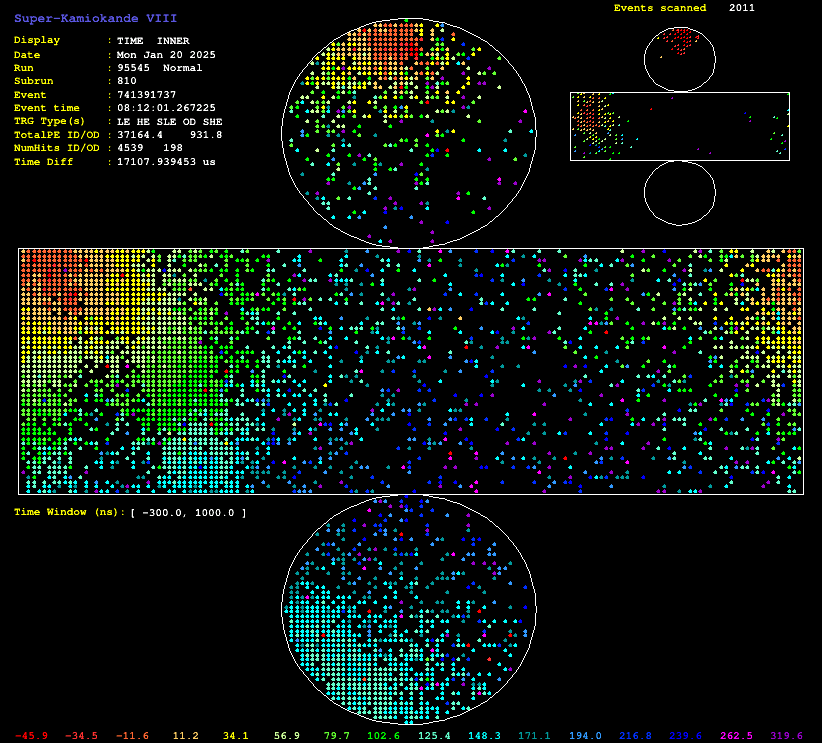 Super-Kamiokande VIII
Events scanned 2011
Display : TIME INNER
Date : Mon Jan 20 2025
Run : 95545 Normal
Subrun : 810
Event : 741391737
Event time : 08:12:01.267225
TRG Type(s) : LE HE SLE OD SHE
TotalPE ID/OD : 37164.4 931.8
NumHits ID/OD : 4539 198
Time Diff : 17107.939453 us
Time Window (ns): [ -300.0, 1000.0 ]
-45.9 -34.5 -11.6 11.2 34.1 56.9 79.7 102.6 125.4 148.3 171.1 194.0 216.8 239.6 262.5 319.6